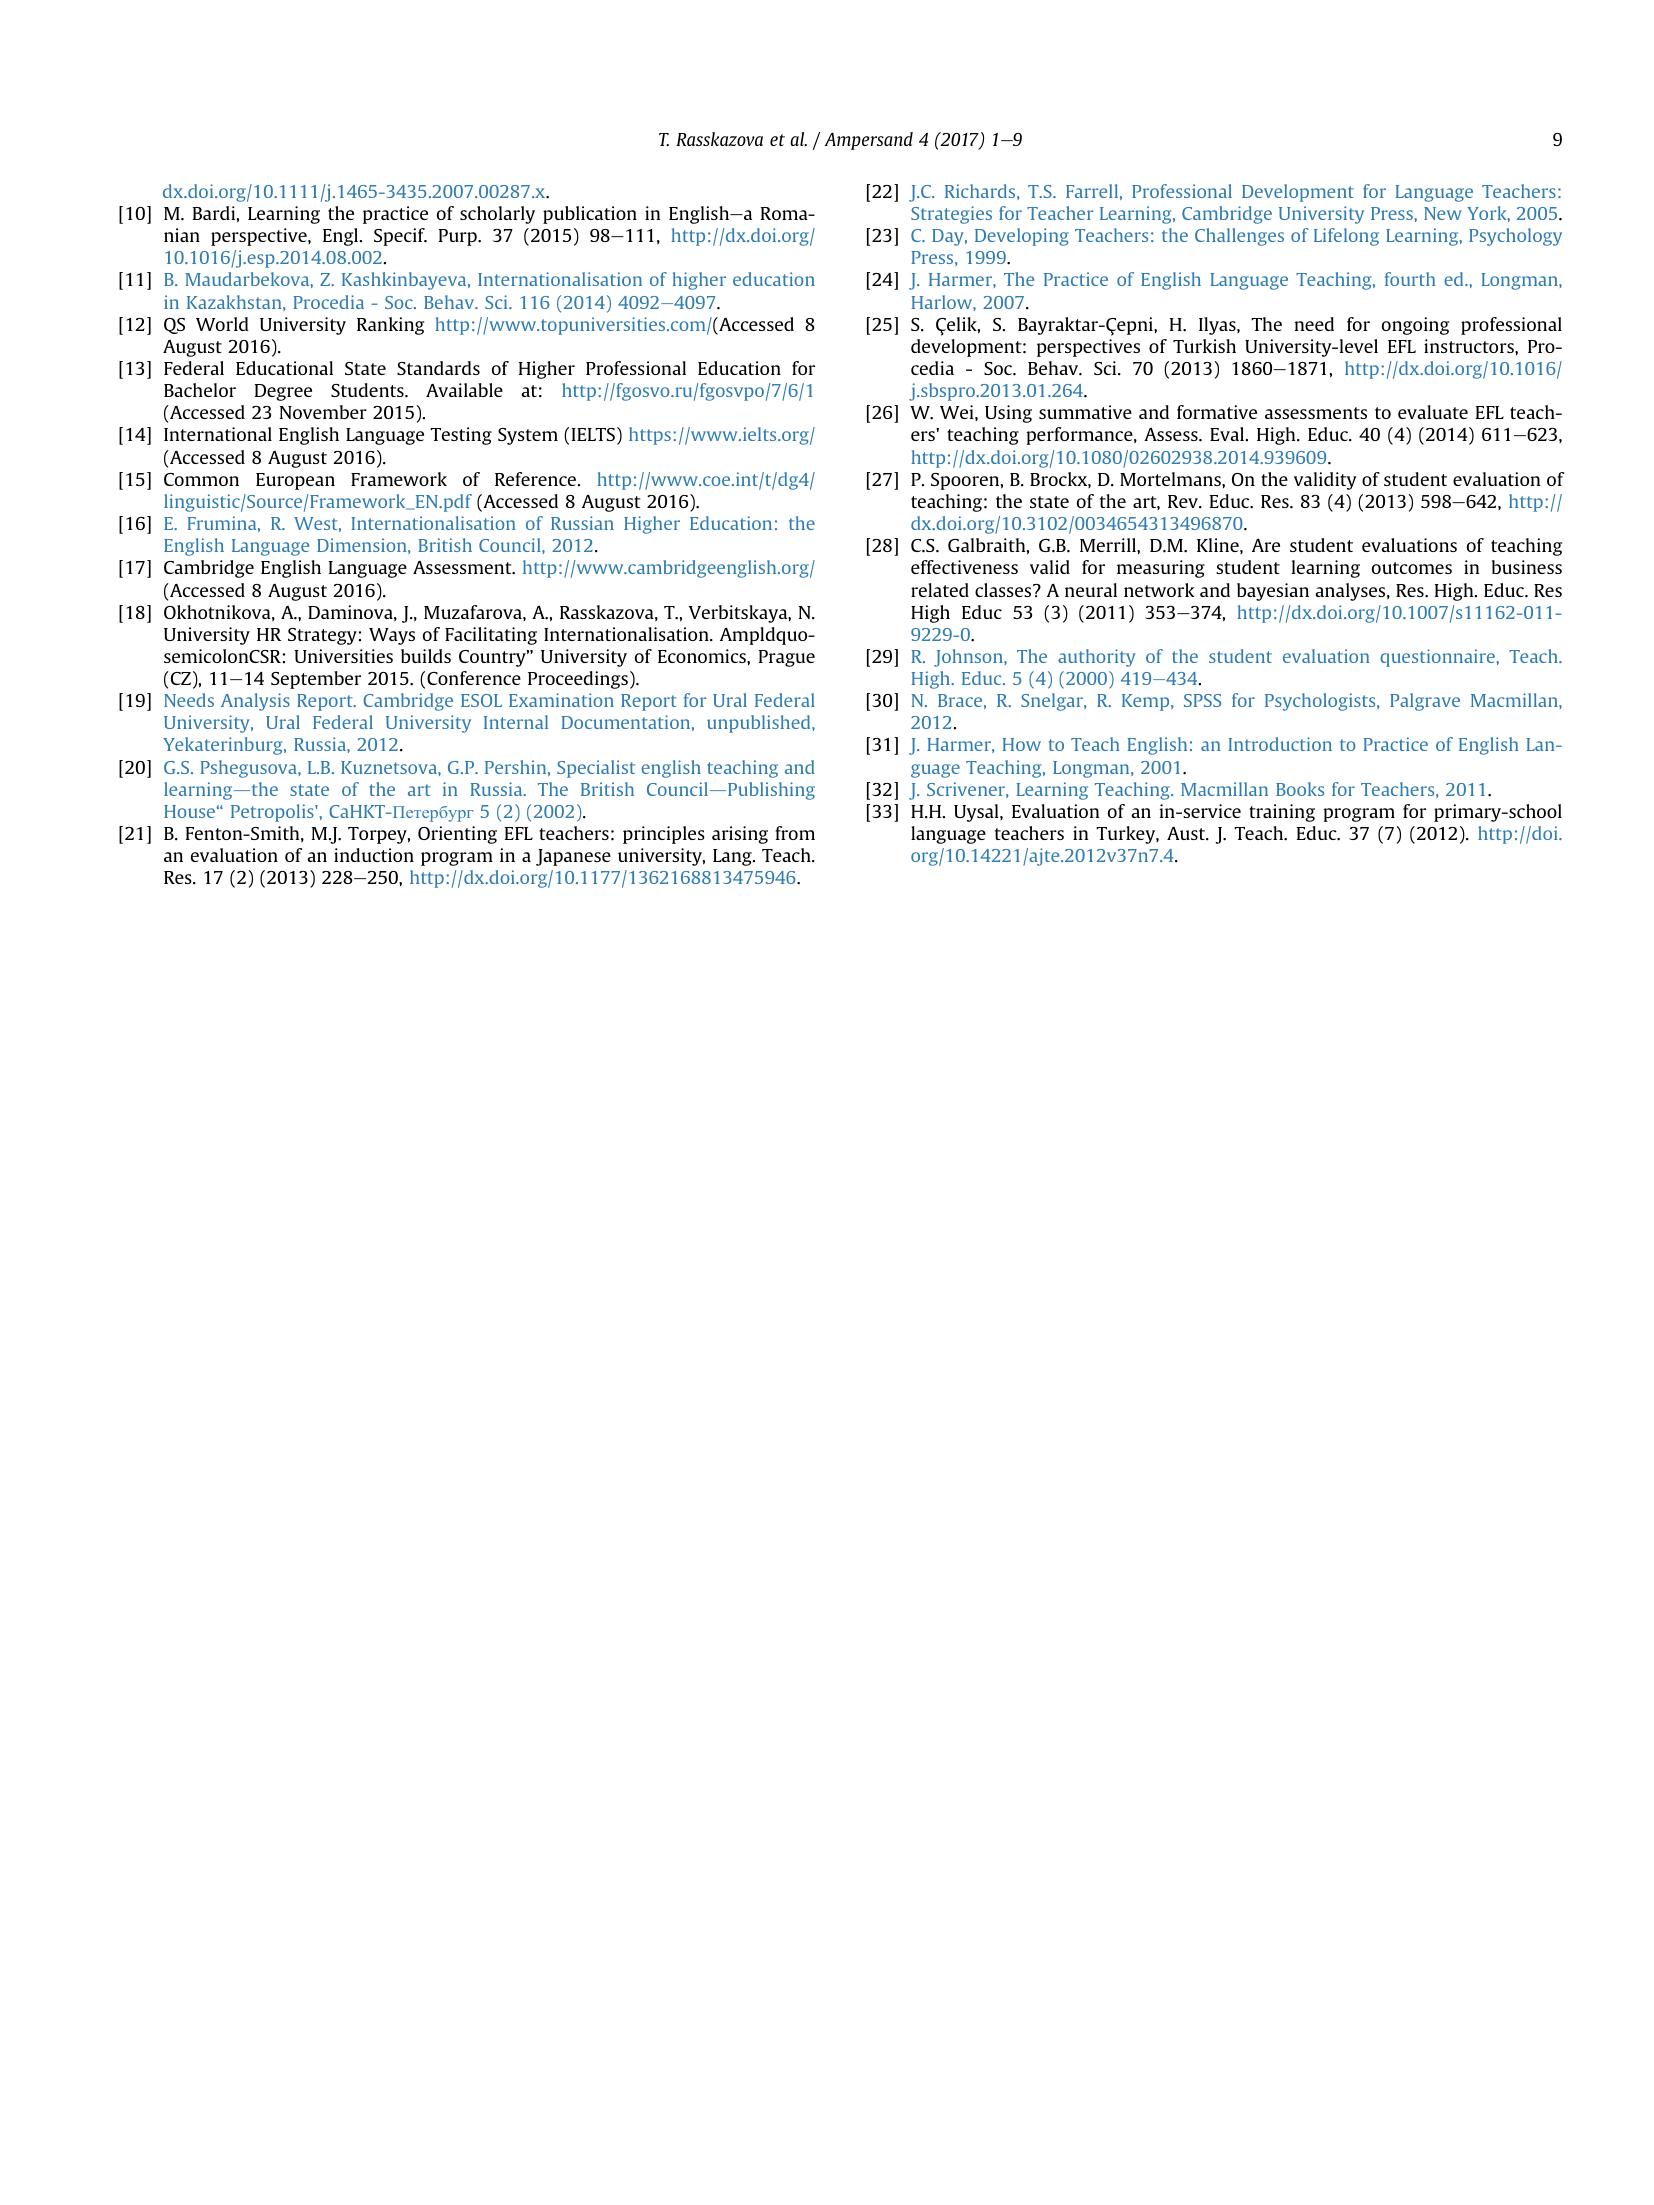 T. Rasskazova et al. / Ampersand 4 (2017) 1–9
9
dx.doi.org/10.1111/j.1465-3435.2007.00287.x.
[10] M. Bardi, Learning the practice of scholarly publication in English–a Roma-
nian perspective, Engl. Specif. Purp. 37 (2015) 98–111, http://dx.doi.org/
10.1016/j.esp.2014.08.002.
[11] B. Maudarbekova, Z. Kashkinbayeva, Internationalisation of higher education
in Kazakhstan, Procedia - Soc. Behav. Sci. 116 (2014) 4092–4097.
[12] QS World University Ranking http://www.topuniversities.com/(Accessed 8
August 2016).
[13] Federal Educational State Standards of Higher Professional Education for
Bachelor Degree Students. Available at: http://fgosvo.ru/fgosvpo/7/6/1
(Accessed 23 November 2015).
[14] International English Language Testing System (IELTS) https://www.ielts.org/
(Accessed 8 August 2016).
[15] Common European Framework of Reference. http://www.coe.int/t/dg4/
linguistic/Source/Framework_EN.pdf (Accessed 8 August 2016).
[16] E. Frumina, R. West, Internationalisation of Russian Higher Education: the
English Language Dimension, British Council, 2012.
[17] Cambridge English Language Assessment. http://www.cambridgeenglish.org/
(Accessed 8 August 2016).
[18] Okhotnikova, A., Daminova, J., Muzafarova, A., Rasskazova, T., Verbitskaya, N.
University HR Strategy: Ways of Facilitating Internationalisation. Ampldquo-
semicolonCSR: Universities builds Country” University of Economics, Prague
(CZ), 11–14 September 2015. (Conference Proceedings).
[19] Needs Analysis Report. Cambridge ESOL Examination Report for Ural Federal
University, Ural Federal University Internal Documentation, unpublished,
Yekaterinburg, Russia, 2012.
[20] G.S. Pshegusova, L.B. Kuznetsova, G.P. Pershin, Specialist english teaching and
learning—the state of the art in Russia. The British Council—Publishing
House“ Petropolis', CaHKT-Петербург 5 (2) (2002).
[21] B. Fenton-Smith, M.J. Torpey, Orienting EFL teachers: principles arising from
an evaluation of an induction program in a Japanese university, Lang. Teach.
Res. 17 (2) (2013) 228–250, http://dx.doi.org/10.1177/1362168813475946.
[22] J.C. Richards, T.S. Farrell, Professional Development for Language Teachers:
Strategies for Teacher Learning, Cambridge University Press, New York, 2005.
[23] C. Day, Developing Teachers: the Challenges of Lifelong Learning, Psychology
Press, 1999.
[24] J. Harmer, The Practice of English Language Teaching, fourth ed., Longman,
Harlow, 2007.
[25] S. Çelik, S. Bayraktar-Çepni, H. Ilyas, The need for ongoing professional
development: perspectives of Turkish University-level EFL instructors, Pro-
cedia - Soc. Behav. Sci. 70 (2013) 1860–1871, http://dx.doi.org/10.1016/
j.sbspro.2013.01.264.
[26] W. Wei, Using summative and formative assessments to evaluate EFL teach-
ers' teaching performance, Assess. Eval. High. Educ. 40 (4) (2014) 611–623,
http://dx.doi.org/10.1080/02602938.2014.939609.
[27] P. Spooren, B. Brockx, D. Mortelmans, On the validity of student evaluation of
teaching: the state of the art, Rev. Educ. Res. 83 (4) (2013) 598–642, http://
dx.doi.org/10.3102/0034654313496870.
[28] C.S. Galbraith, G.B. Merrill, D.M. Kline, Are student evaluations of teaching
effectiveness valid for measuring student learning outcomes in business
related classes? A neural network and bayesian analyses, Res. High. Educ. Res
High Educ 53 (3) (2011) 353–374, http://dx.doi.org/10.1007/s11162-011-
9229-0.
[29] R. Johnson, The authority of the student evaluation questionnaire, Teach.
High. Educ. 5 (4) (2000) 419–434.
[30] N. Brace, R. Snelgar, R. Kemp, SPSS for Psychologists, Palgrave Macmillan,
2012.
[31] J. Harmer, How to Teach English: an Introduction to Practice of English Lan-
guage Teaching, Longman, 2001.
[32] J. Scrivener, Learning Teaching. Macmillan Books for Teachers, 2011.
[33] H.H. Uysal, Evaluation of an in-service training program for primary-school
language teachers in Turkey, Aust. J. Teach. Educ. 37 (7) (2012). http://doi.
org/10.14221/ajte.2012v37n7.4.